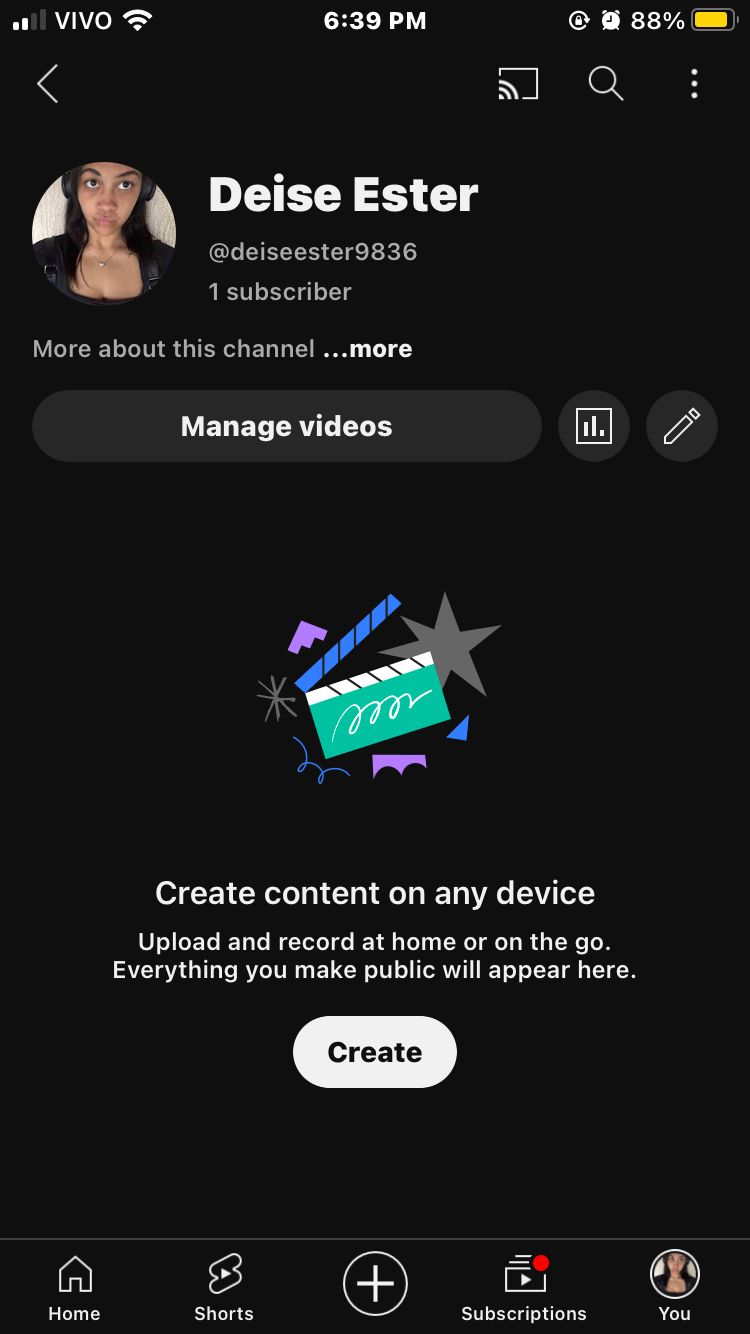 VIVO 6:39 PM 88%
Deise Ester
@deiseester9836
1 subscriber
More about this channel ...more
Manage videos
Create content on any device
Upload and record at home or on the go.
Everything you make public will appear here.
Create
Home Shorts Subscriptions You